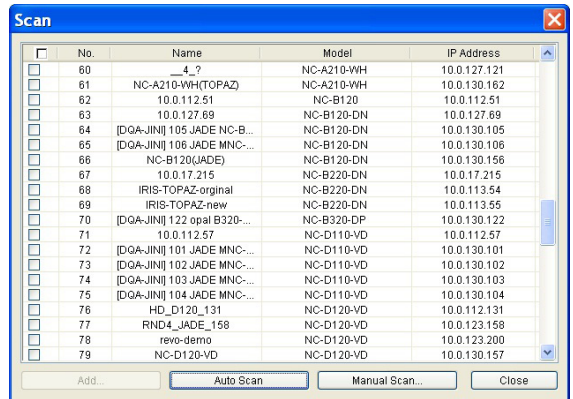 Scan
No. Name Model IP Address
60 __4_? NC-A210-WH 10.0.127.121
61 NC-A210-WH(TOPAZ) NC-A210-WH 10.0.130.162
62 10.0.112.51 NC-B120 10.0.112.51
63 10.0.127.69 NC-B120-DN 10.0.127.69
64 [DQA-JINI] 105 JADE NC-B... NC-B120-DN 10.0.130.105
65 [DQA-JINI] 106 JADE MNC-... NC-B120-DN 10.0.130.106
66 NC-B120(JADE) NC-B120-DN 10.0.130.156
67 10.0.17.215 NC-B220-DN 10.0.17.215
68 IRIS-TOPAZ-orginal NC-B220-DN 10.0.113.54
69 IRIS-TOPAZ-new NC-B220-DN 10.0.113.55
70 [DQA-JINI] 122 opal B320-... NC-B320-DP 10.0.130.122
71 10.0.112.57 NC-D110-VD 10.0.112.57
72 [DQA-JINI] 101 JADE MNC-... NC-D110-VD 10.0.130.101
73 [DQA-JINI] 102 JADE MNC-... NC-D110-VD 10.0.130.102
74 [DQA-JINI] 103 JADE MNC-... NC-D110-VD 10.0.130.103
75 [DQA-JINI] 104 JADE MNC-... NC-D110-VD 10.0.130.104
76 HD_D120_131 NC-D120-VD 10.0.112.131
77 RND4_JADE_158 NC-D120-VD 10.0.123.158
78 revo-demo NC-D120-VD 10.0.123.200
79 NC-D120-VD NC-D120-VD 10.0.130.157
Add... Auto Scan Manual Scan... Close